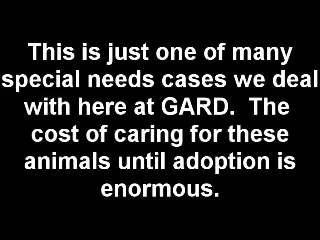 This is just one of many
special needs cases we deal
with here at GARD.  The
cost of caring for these
animals until adoption is
enormous.